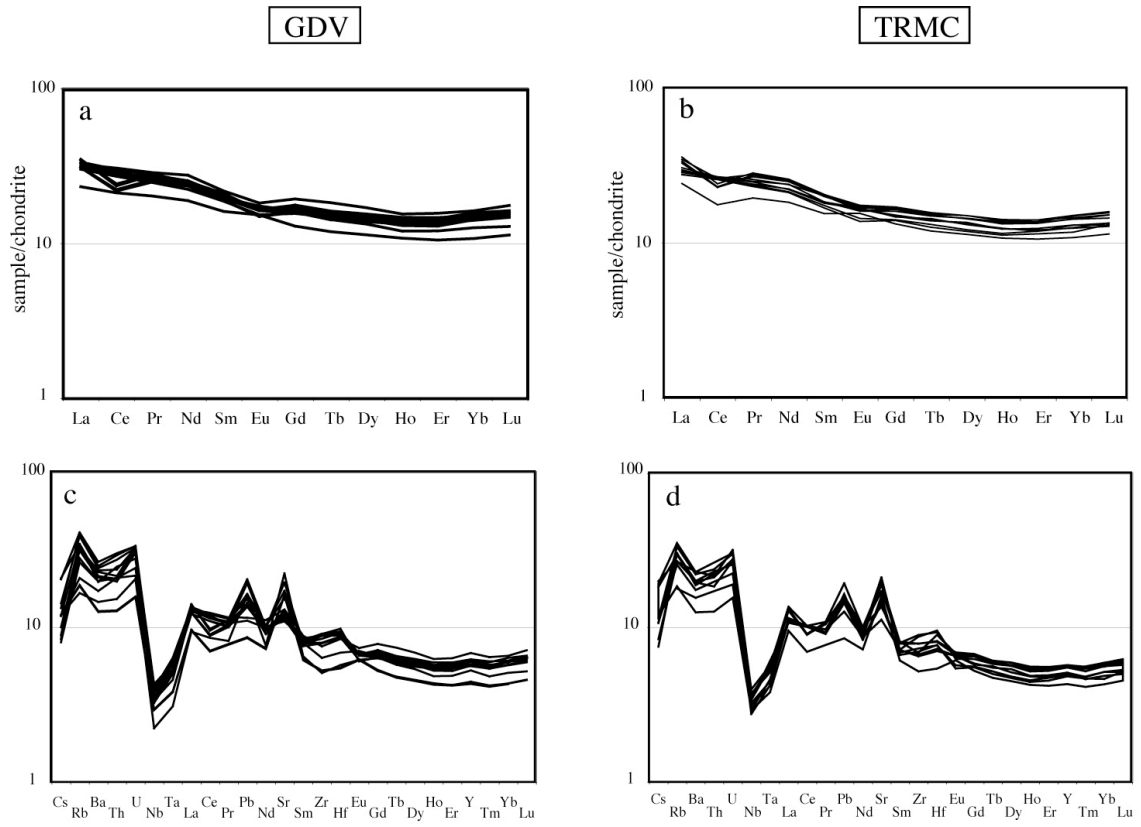 GDV
TRMC
a
100
10
1
sample/chondrite
La Ce Pr Nd Sm Eu Gd Tb Dy Ho Er Yb Lu
b
100
10
1
sample/chondrite
La Ce Pr Nd Sm Eu Gd Tb Dy Ho Er Yb Lu
c
100
10
1
Cs Rb Ba Th U Nb Ta La Ce Pr Pb Nd Sr Sm Zr Hf Eu Gd Tb Dy Ho Er Y Tm Yb Lu
d
100
10
1
Cs Rb Ba Th U Nb Ta La Ce Pr Pb Nd Sr Sm Zr Hf Eu Gd Tb Dy Ho Er Y Tm Yb Lu